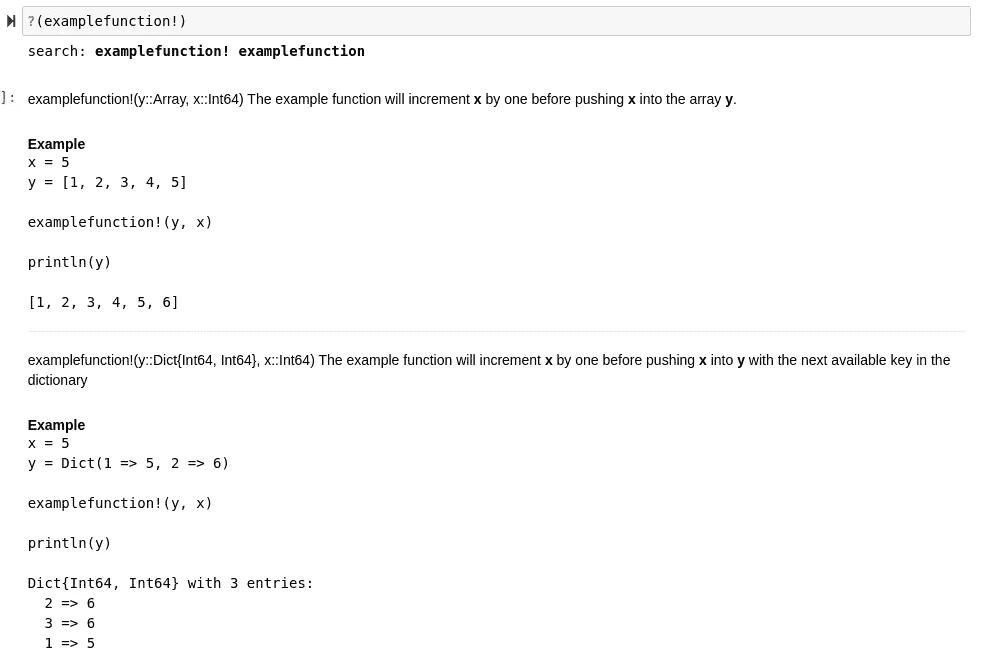 ?(examplefunction!)
search: examplefunction! examplefunction
]:
examplefunction!(y::Array, x::Int64) The example function will increment x by one before pushing x into the array y.
Example
x = 5
y = [1, 2, 3, 4, 5]
examplefunction!(y, x)
println(y)
[1, 2, 3, 4, 5, 6]
examplefunction!(y::Dict{Int64, Int64}, x::Int64) The example function will increment x by one before pushing x into y with the next available key in the
dictionary
Example
x = 5
y = Dict(1 => 5, 2 => 6)
examplefunction!(y, x)
println(y)
Dict{Int64, Int64} with 3 entries:
2 => 6
3 => 6
1 => 5